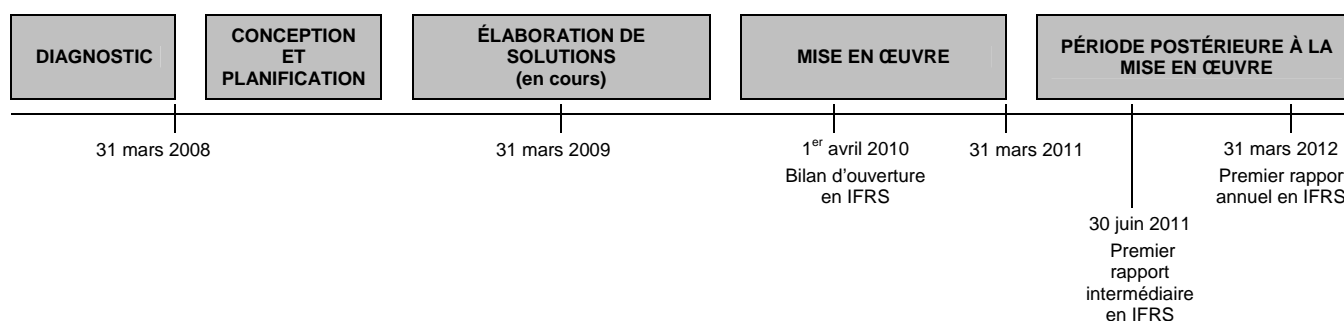 DIAGNOSTIC
CONCEPTION
ET
PLANIFICATION
ÉLABORATION DE
SOLUTIONS
(en cours)
MISE EN ŒUVRE
PÉRIODE POSTÉRIEURE À LA
MISE EN ŒUVRE
31 mars 2008
31 mars 2009
1er avril 2010
Bilan d'ouverture
en IFRS
31 mars 2011
30 juin 2011
Premier
rapport
intermédiaire
en IFRS
31 mars 2012
Premier rappor
annuel en IFRS